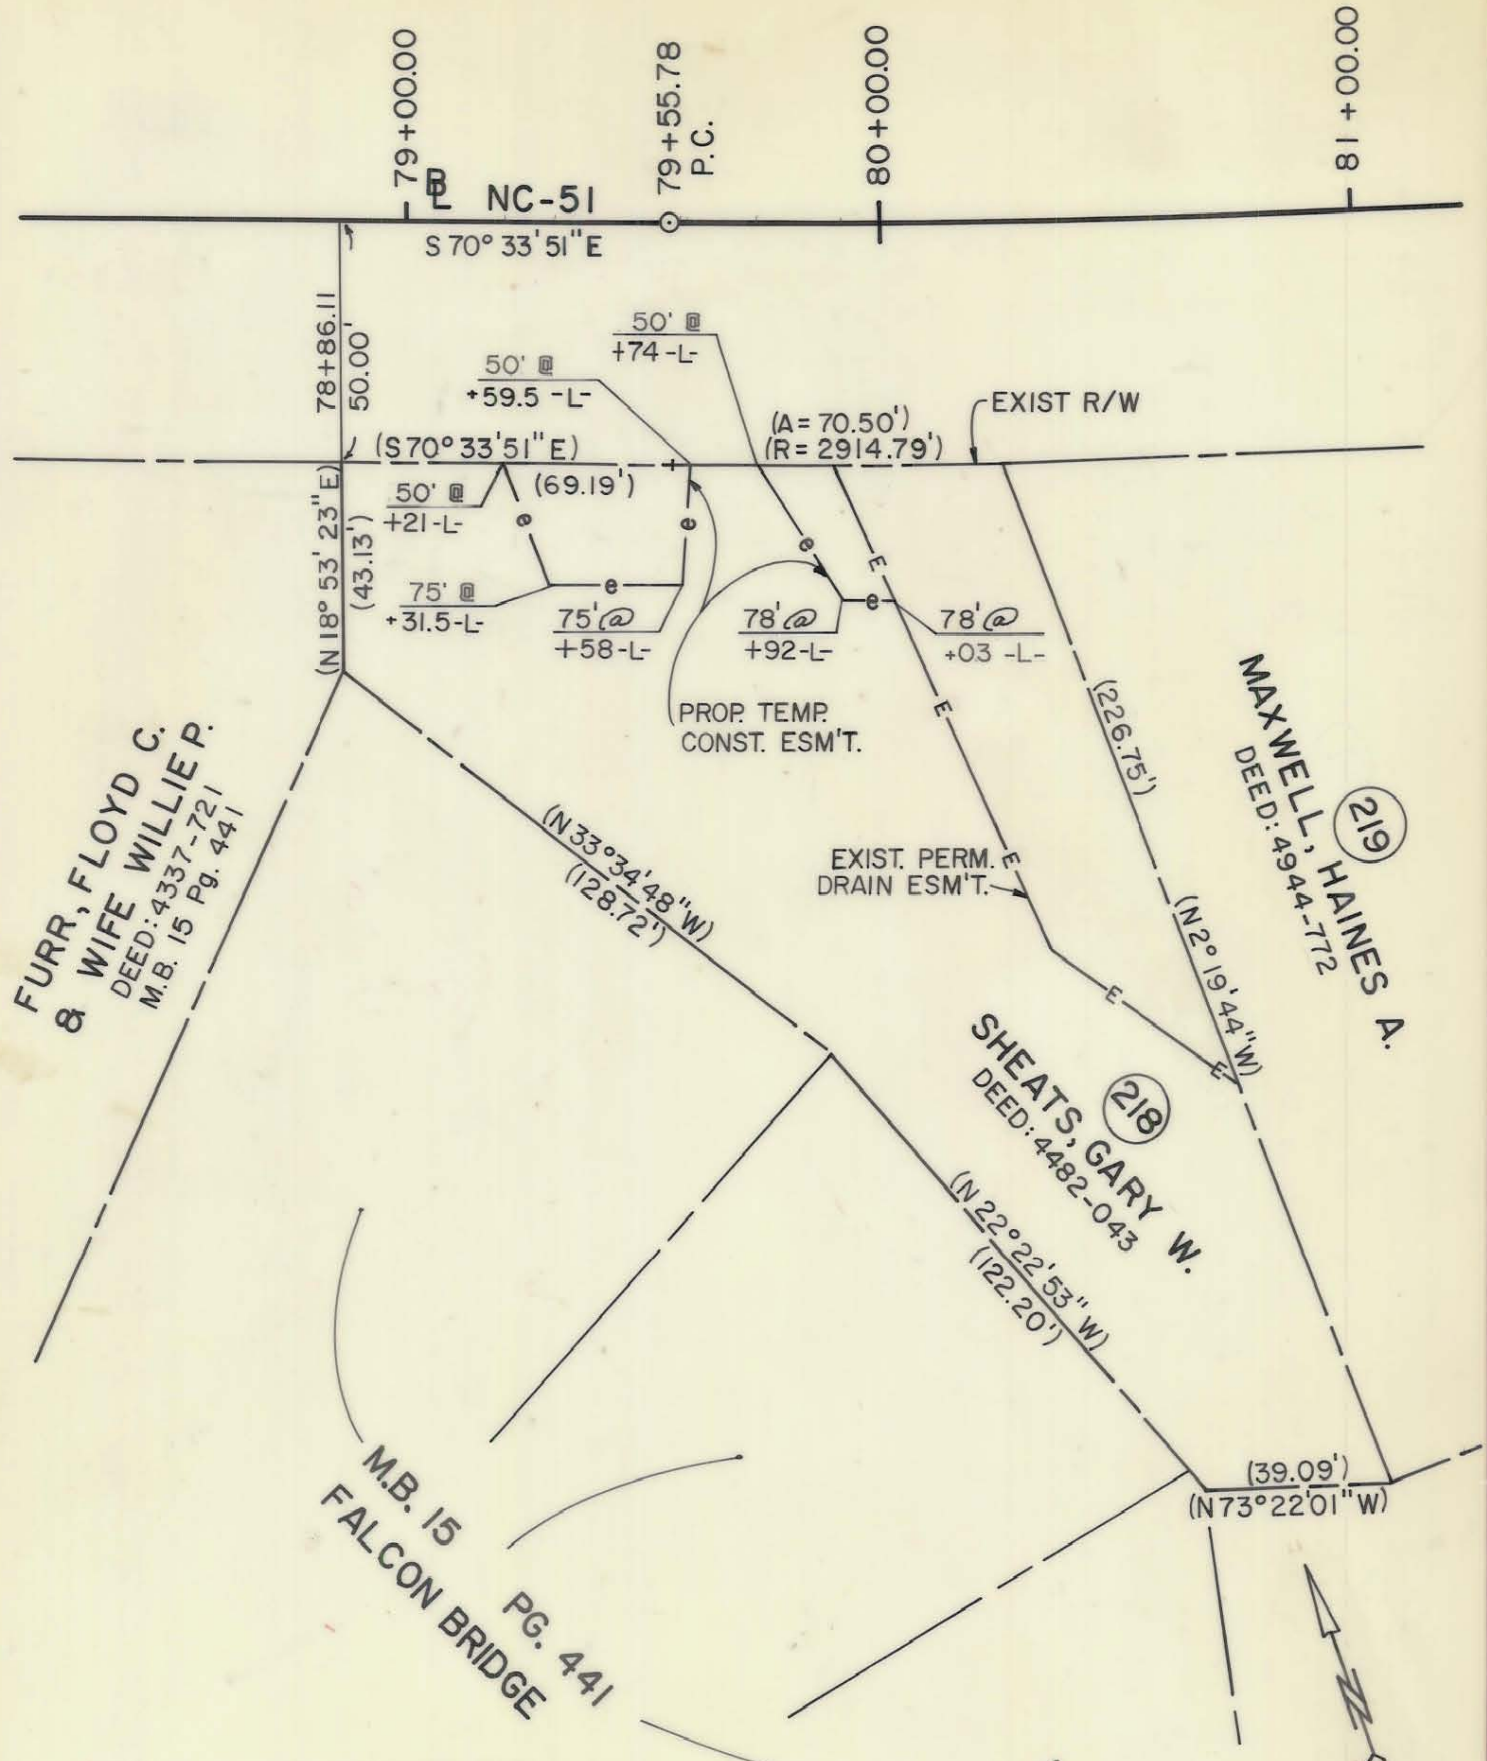 79+00.00
79+55.78
P.C.
80+00.00
81+00.00
BL NC-51
S 70° 33'51"E
78+86.11
50.00'
50' @
+74-L-
50' @
+59.5 -L-
(A = 70.50')
(R = 2914.79')
EXIST R/W
(S 70° 33'51"E)
(69.19')
50' @
+21-L-
(N 18° 53' 23"E)
(43.13')
e
e
e
e
e
E
75' @
+31.5-L-
75'@
+58-L-
78'@
+92-L-
78'@
+03 -L-
PROP. TEMP.
CONST. ESM'T.
E
(226.75')
MAXWELL, HAINES A.
DEED: 4944-772
219
FURR, FLOYD C.
& WIFE WILLIE P.
DEED: 4337-721
M.B. 15 Pg. 441
(N 33°34'48"W)
(128.72')
EXIST. PERM.
DRAIN ESM'T.
E
(N 2° 19'44"W)
E
E
SHEATS, GARY W.
DEED: 4482-043
218
(N 22°22'53"W)
(122.20')
(39.09')
(N 73°22'01"W)
M.B. 15 PG. 441
FALCON BRIDGE
N